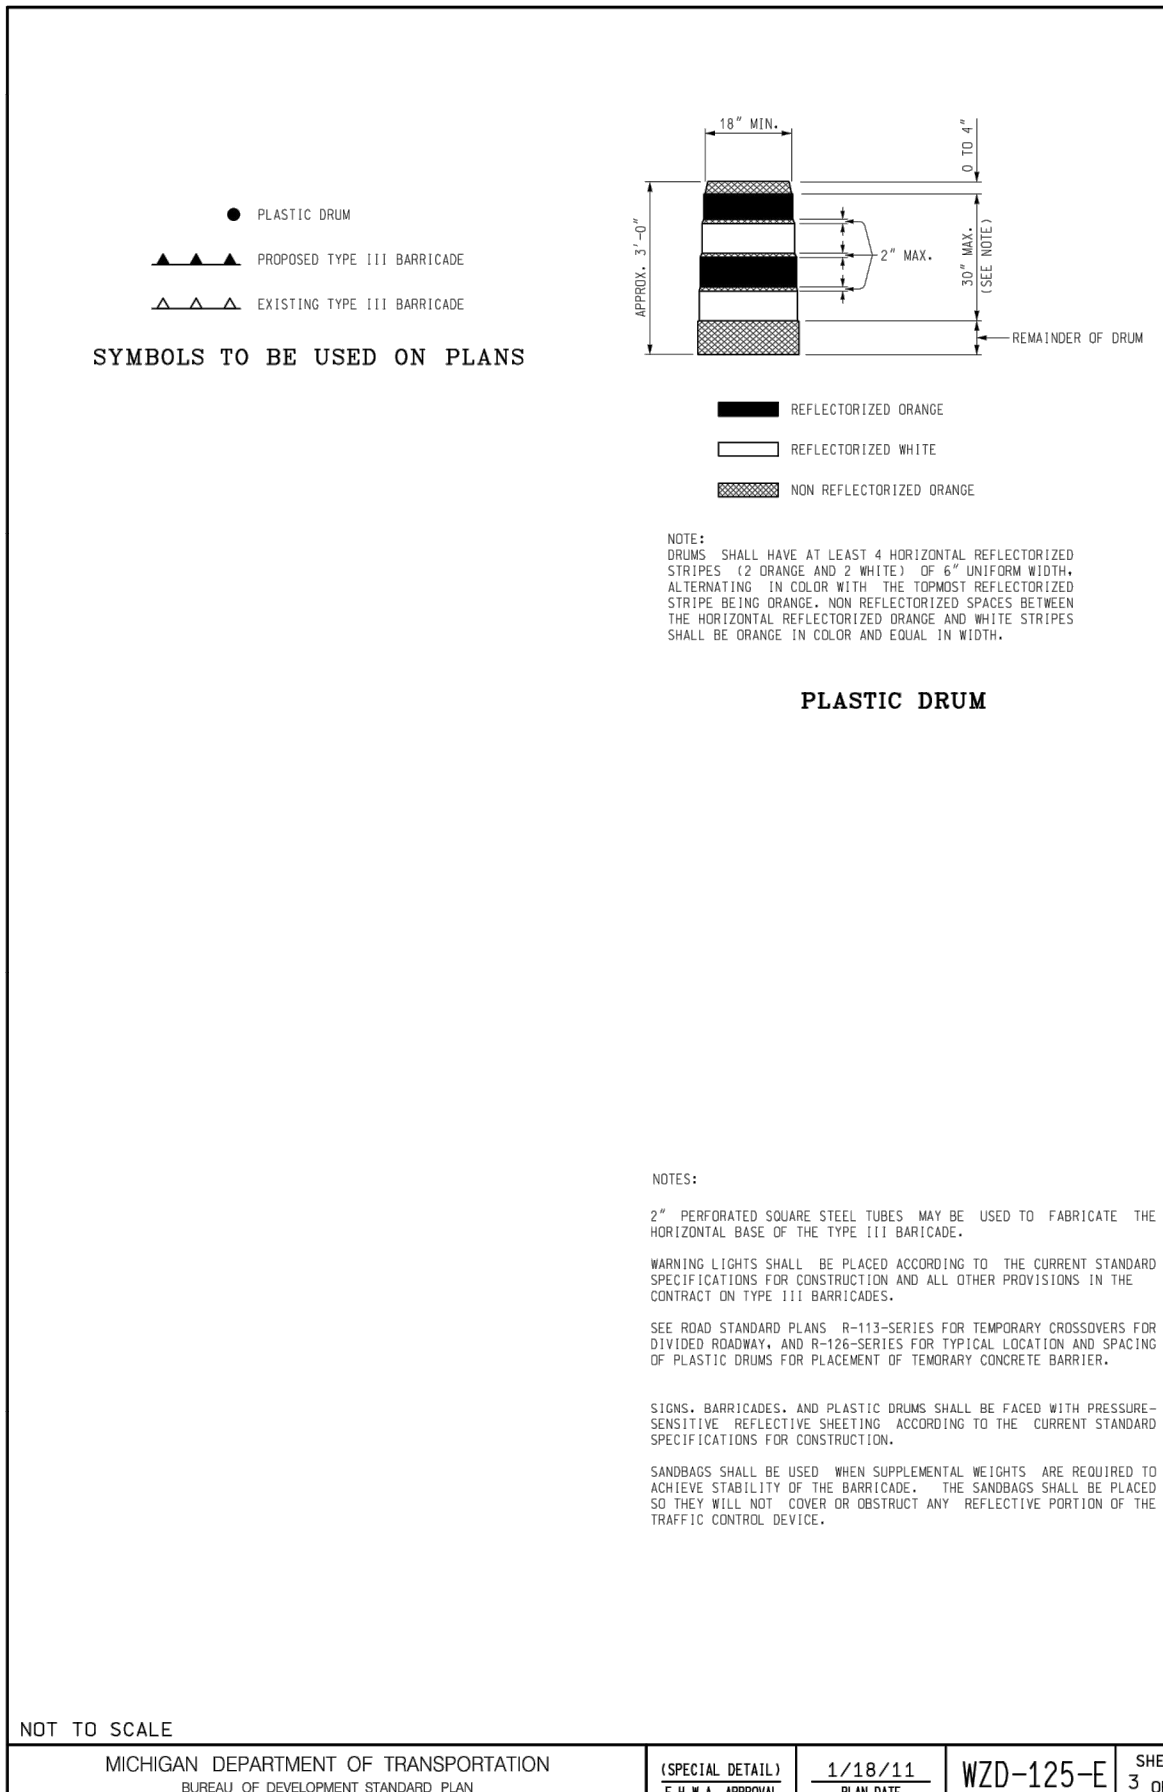 PLASTIC DRUM
PROPOSED TYPE III BARRICADE
EXISTING TYPE III BARRICADE
SYMBOLS TO BE USED ON PLANS
18" MIN.
0 TO 4"
APPROX. 3'-0"
2" MAX.
30" MAX.
(SEE NOTE)
REMAINDER OF DRUM
REFLECTORIZED ORANGE
REFLECTORIZED WHITE
NON REFLECTORIZED ORANGE
NOTE:
DRUMS SHALL HAVE AT LEAST 4 HORIZONTAL REFLECTORIZED
STRIPES (2 ORANGE AND 2 WHITE) OF 6" UNIFORM WIDTH,
ALTERNATING IN COLOR WITH THE TOPMOST REFLECTORIZED
STRIPE BEING ORANGE. NON REFLECTORIZED SPACES BETWEEN
THE HORIZONTAL REFLECTORIZED ORANGE AND WHITE STRIPES
SHALL BE ORANGE IN COLOR AND EQUAL IN WIDTH.
PLASTIC DRUM
NOTES:
2" PERFORATED SQUARE STEEL TUBES MAY BE USED TO FABRICATE THE
HORIZONTAL BASE OF THE TYPE III BARICADE.
WARNING LIGHTS SHALL BE PLACED ACCORDING TO THE CURRENT STANDARD
SPECIFICATIONS FOR CONSTRUCTION AND ALL OTHER PROVISIONS IN THE
CONTRACT ON TYPE III BARRICADES.
SEE ROAD STANDARD PLANS R-113-SERIES FOR TEMPORARY CROSSOVERS FOR
DIVIDED ROADWAY, AND R-126-SERIES FOR TYPICAL LOCATION AND SPACING
OF PLASTIC DRUMS FOR PLACEMENT OF TEMORARY CONCRETE BARRIER.
SIGNS, BARRICADES, AND PLASTIC DRUMS SHALL BE FACED WITH PRESSURE-
SENSITIVE REFLECTIVE SHEETING ACCORDING TO THE CURRENT STANDARD
SPECIFICATIONS FOR CONSTRUCTION.
SANDBAGS SHALL BE USED WHEN SUPPLEMENTAL WEIGHTS ARE REQUIRED TO
ACHIEVE STABILITY OF THE BARRICADE. THE SANDBAGS SHALL BE PLACED
SO THEY WILL NOT COVER OR OBSTRUCT ANY REFLECTIVE PORTION OF THE
TRAFFIC CONTROL DEVICE.
NOT TO SCALE
MICHIGAN DEPARTMENT OF TRANSPORTATION
BUREAU OF DEVELOPMENT STANDARD PLAN
(SPECIAL DETAIL)
F.H.W.A. APPROVAL
1/18/11
PLAN DATE
WZD-125-E
3